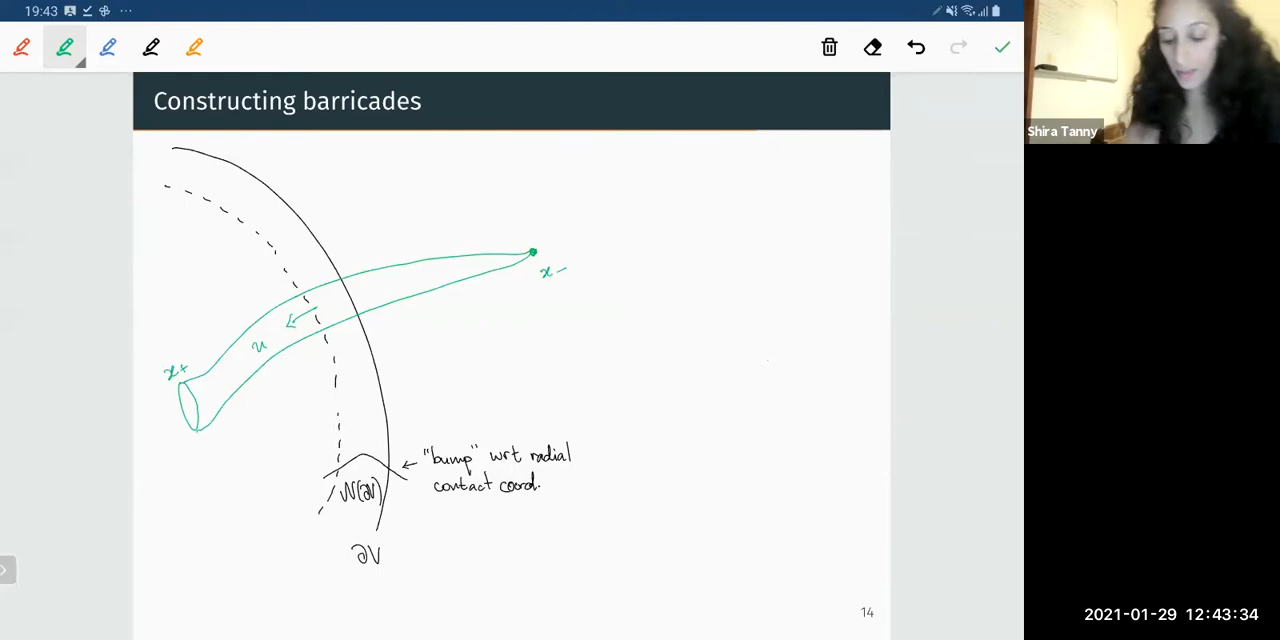 19:43
Constructing barricades
Shira Tanny
x-
u
x+
"bump" wrt radial
contact coord.
N(∂V)
∂V
14
2021-01-29 12:43:34